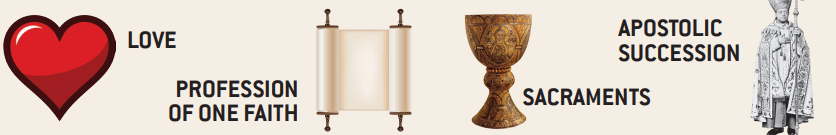 LOVE
PROFESSION
OF ONE FAITH
SACRAMENTS
APOSTOLIC
SUCCESSION